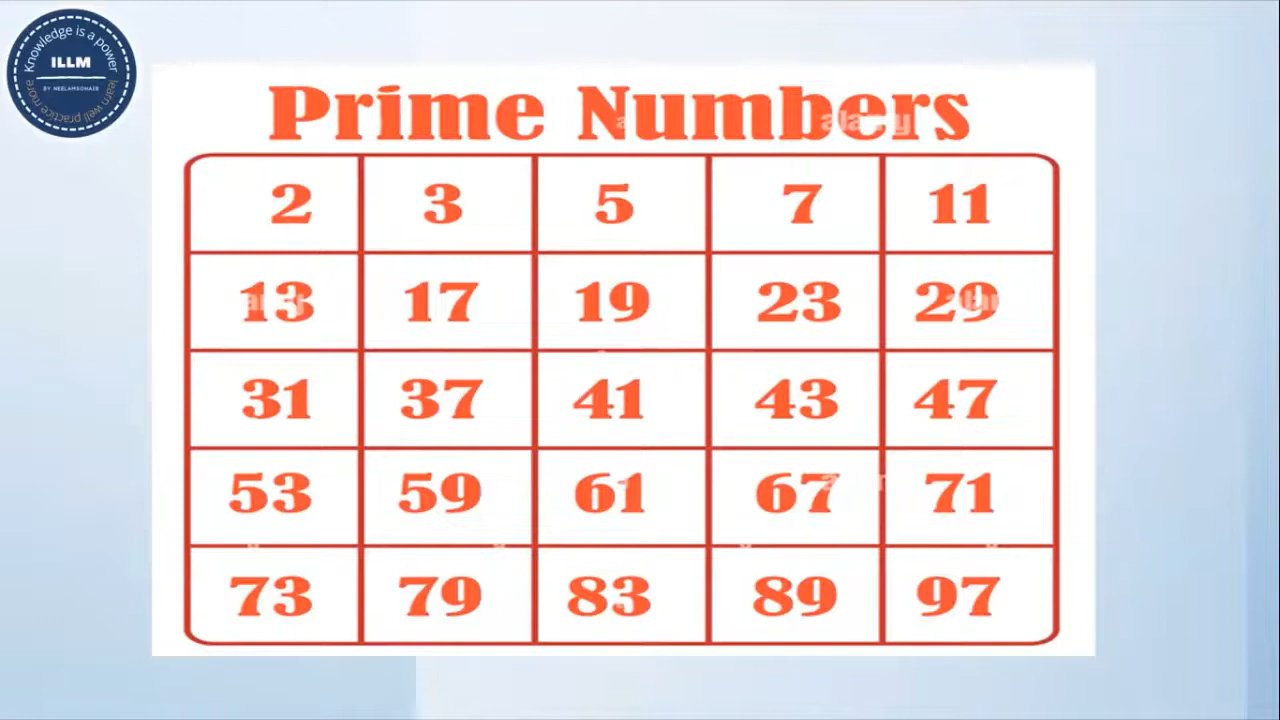 Knowledge is a power
ILLM
BY NEELAMSOHAIB
learn well practice more
Prime Numbers
alamy
2 3 5 7 11
13 17 19 23 29
31 37 41 43 47
53 59 61 67 71
73 79 83 89 97